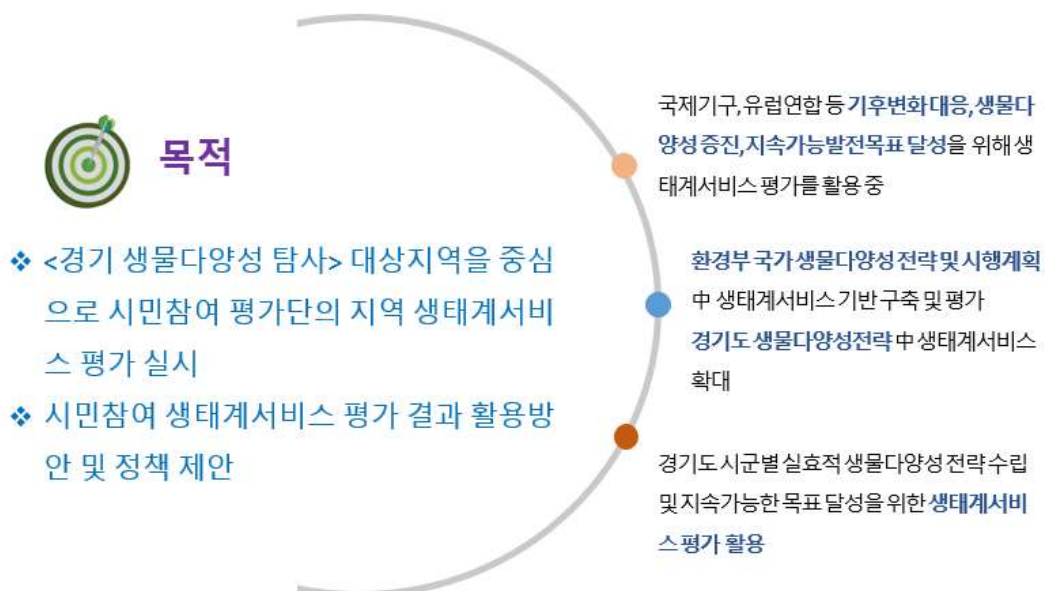 목적
❖ <경기 생물다양성 탐사> 대상지역을 중심
으로 시민참여 평가단의 지역 생태계서비
스 평가 실시
❖ 시민참여 생태계서비스 평가 결과 활용방
안 및 정책 제안
국제기구,유럽연합 등 기후변화 대응,생물다
양성 증진,지속가능발전목표 달성을 위해 생
태계서비스 평가를 활용 중
환경부 국가생물다양성 전략 및 시행계획
中 생태계서비스 기반 구축 및 평가
경기도 생물다양성전략 中 생태계서비스
확대
경기도 시군별 실효적 생물다양성 전략 수립
및 지속가능한 목표 달성을 위한 생태계서비
스 평가 활용